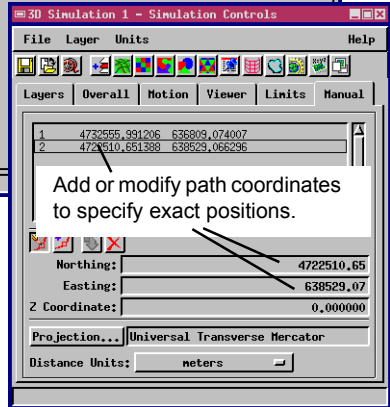 3D Simulation 1 - Simulation Controls
File Layer Units Help
Layers Overall Motion Viewer Limits Manual
1 4732555.991206 636809.074007
2 4722510.651388 638529.066296
Add or modify path coordinates
to specify exact positions.
Northing: 4722510.65
Easting: 638529.07
Z Coordinate: 0.000000
Projection... Universal Transverse Mercator
Distance Units: meters